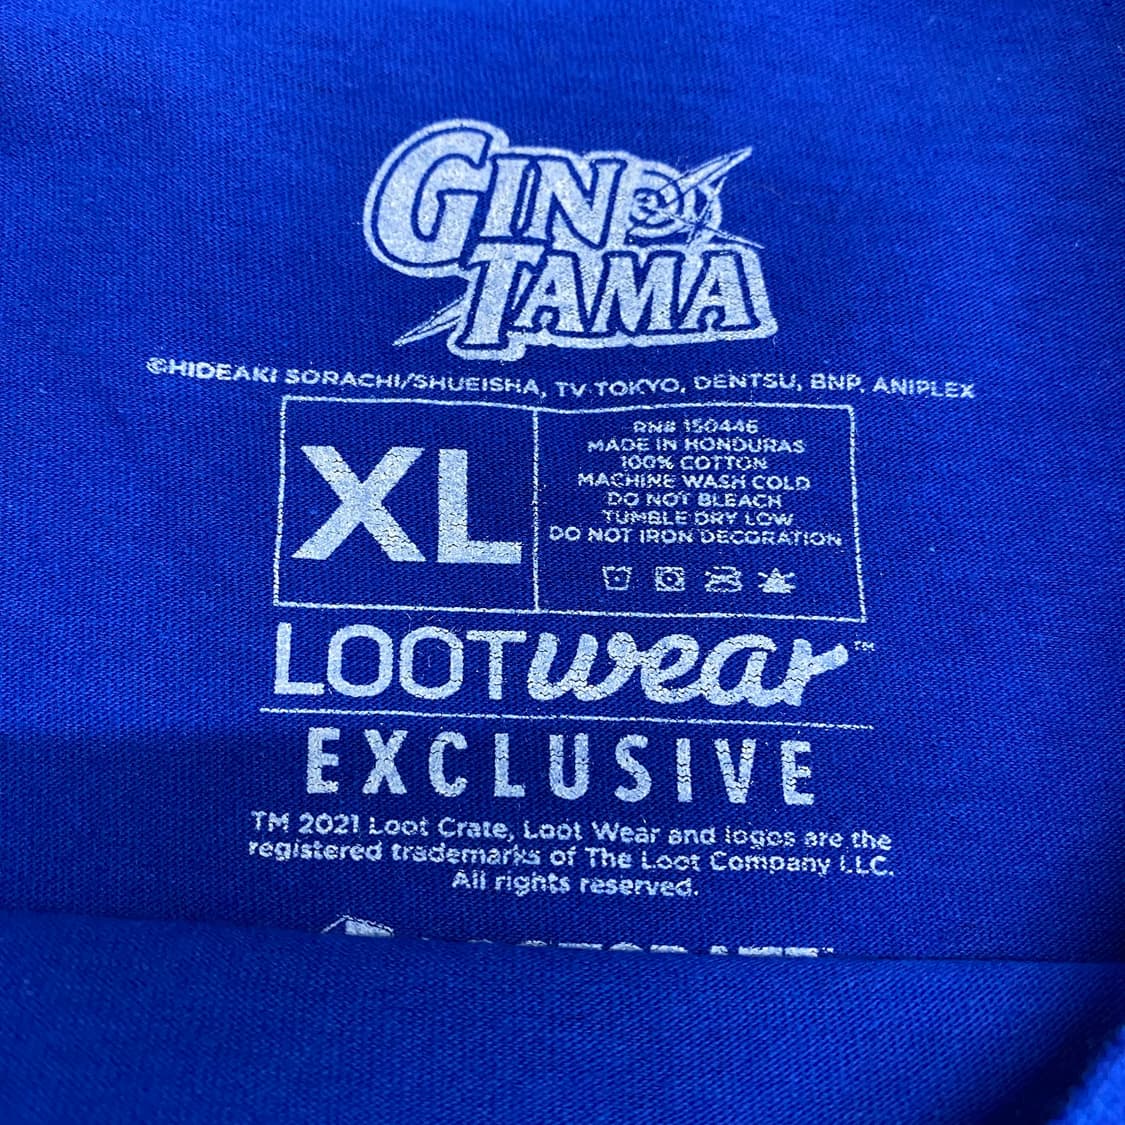 GIN
TAMA
©HIDEAKI SORACHI/SHUEISHA, TV TOKYO, DENTSU, BNP, ANIPLEX
XL
RN# 150446
MADE IN HONDURAS
100% COTTON
MACHINE WASH COLD
DO NOT BLEACH
TUMBLE DRY LOW
DO NOT IRON DECORATION
LOOTwear™
EXCLUSIVE
TM 2021 Loot Crate, Loot Wear and logos are the
registered trademarks of The Loot Company LLC.
All rights reserved.